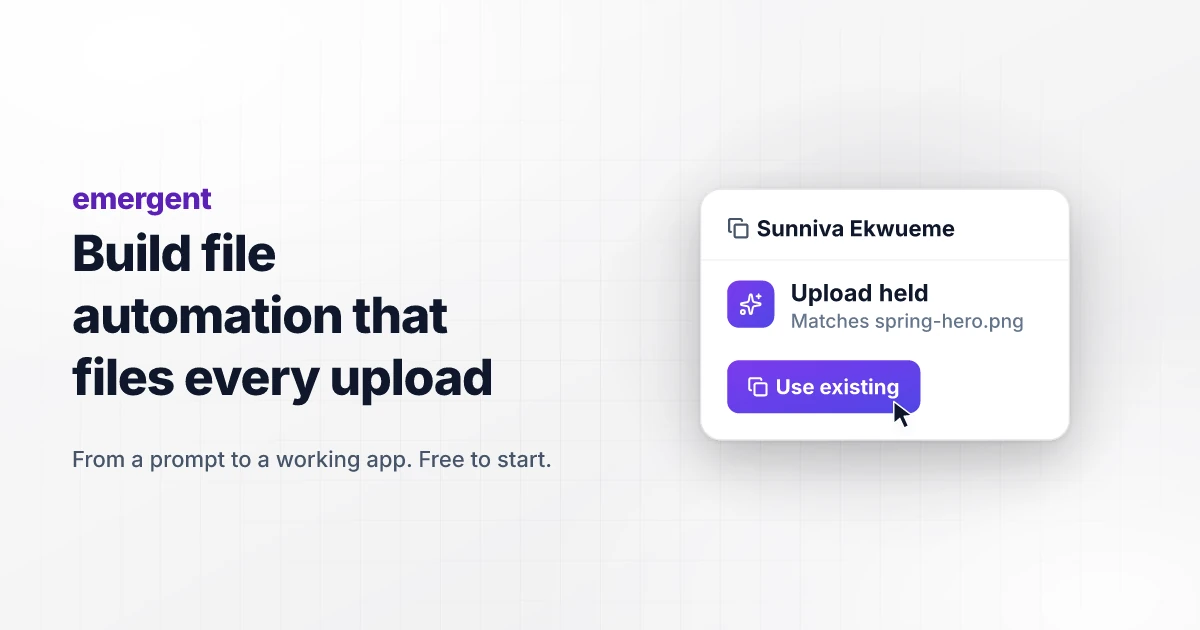 emergent
Build file
automation that
files every upload
From a prompt to a working app. Free to start.
Sunniva Ekwueme
Upload held
Matches spring-hero.png
Use existing